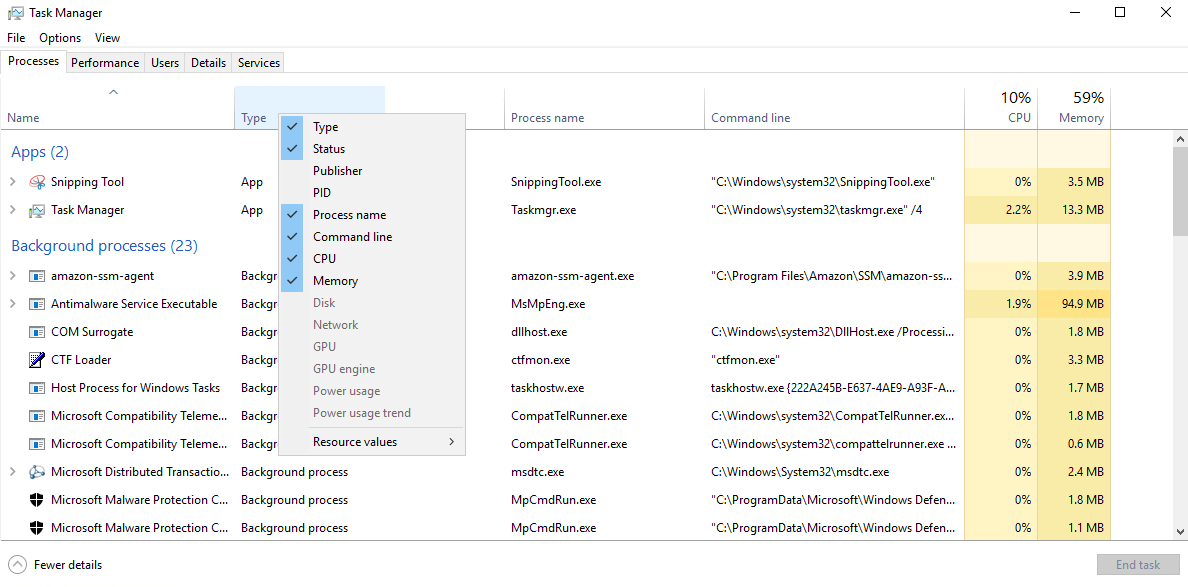 Task Manager
File Options View
Processes Performance Users Details Services
10% 59%
Name Type Process name Command line CPU Memory
Type
Status
Publisher
PID
Process name
Command line
CPU
Memory
Disk
Network
GPU
GPU engine
Power usage
Power usage trend
Resource values
Apps (2)
Snipping Tool App SnippingTool.exe "C:\Windows\system32\SnippingTool.exe" 0% 3.5 MB
Task Manager App Taskmgr.exe "C:\Windows\system32\taskmgr.exe" /4 2.2% 13.3 MB
Background processes (23)
amazon-ssm-agent Backgr amazon-ssm-agent.exe "C:\Program Files\Amazon\SSM\amazon-ss... 0% 3.9 MB
Antimalware Service Executable Backgr MsMpEng.exe 1.9% 94.9 MB
COM Surrogate Backgr dllhost.exe C:\Windows\system32\DllHost.exe /Processi... 0% 1.8 MB
CTF Loader Backgr ctfmon.exe "ctfmon.exe" 0% 3.3 MB
Host Process for Windows Tasks Backgr taskhostw.exe taskhostw.exe {222A245B-E637-4AE9-A93F-A... 0% 1.7 MB
Microsoft Compatibility Teleme... Backgr CompatTelRunner.exe C:\Windows\system32\CompatTelRunner.ex... 0% 1.8 MB
Microsoft Compatibility Teleme... Backgr CompatTelRunner.exe C:\Windows\system32\compattelrunner.exe ... 0% 0.6 MB
Microsoft Distributed Transactio... Background process msdtc.exe C:\Windows\System32\msdtc.exe 0% 2.4 MB
Microsoft Malware Protection C... Background process MpCmdRun.exe "C:\ProgramData\Microsoft\Windows Defen... 0% 1.8 MB
Microsoft Malware Protection C... Background process MpCmdRun.exe "C:\ProgramData\Microsoft\Windows Defen... 0% 1.1 MB
Fewer details End task